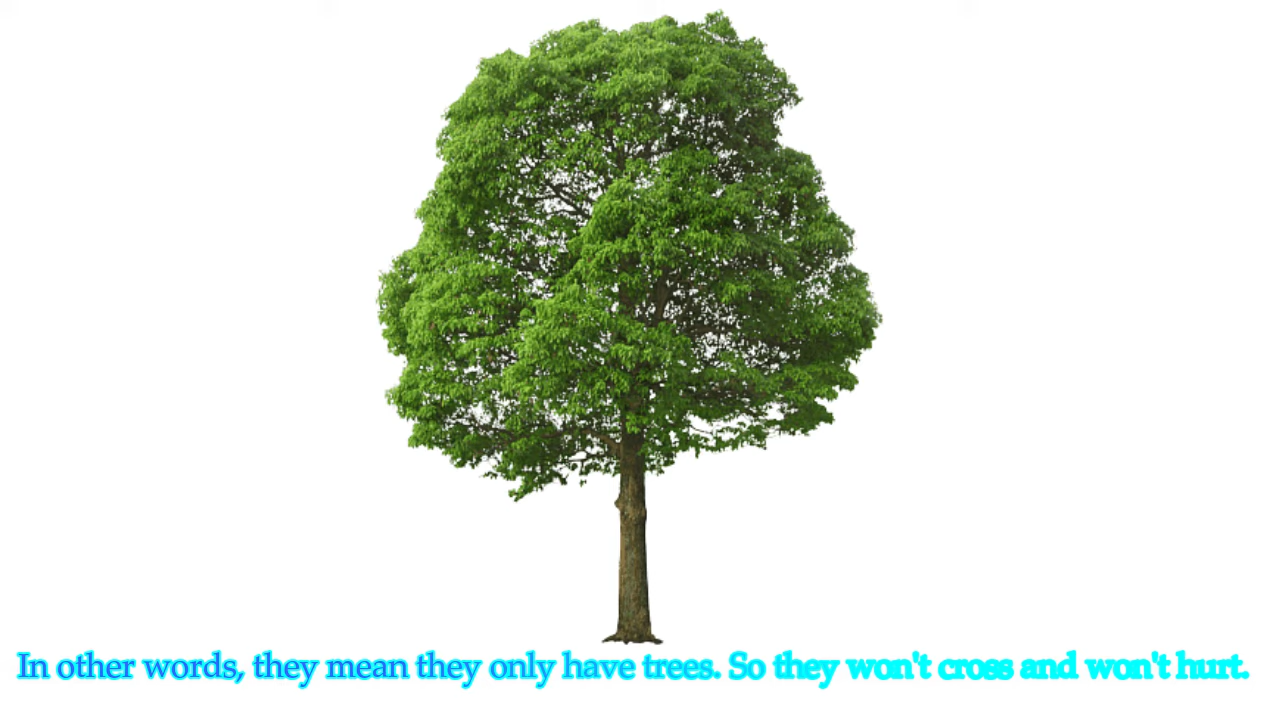 In other words, they mean they only have trees. So they won't cross and won't hurt.